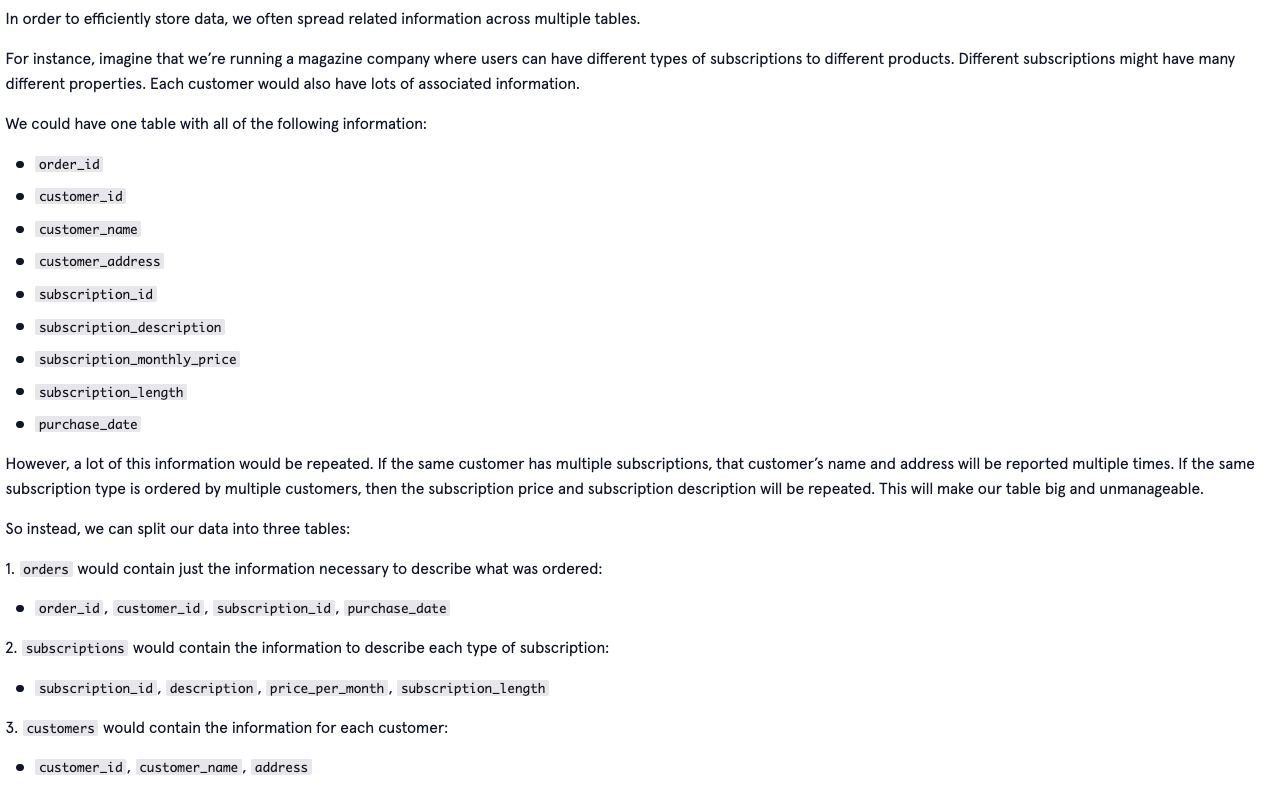 In order to efficiently store data, we often spread related information across multiple tables.
For instance, imagine that we’re running a magazine company where users can have different types of subscriptions to different products. Different subscriptions might have many
different properties. Each customer would also have lots of associated information.
We could have one table with all of the following information:
• order_id
• customer_id
• customer_name
• customer_address
• subscription_id
• subscription_description
• subscription_monthly_price
• subscription_length
• purchase_date
However, a lot of this information would be repeated. If the same customer has multiple subscriptions, that customer’s name and address will be reported multiple times. If the same
subscription type is ordered by multiple customers, then the subscription price and subscription description will be repeated. This will make our table big and unmanageable.
So instead, we can split our data into three tables:
1. orders would contain just the information necessary to describe what was ordered:
• order_id, customer_id, subscription_id, purchase_date
2. subscriptions would contain the information to describe each type of subscription:
• subscription_id, description, price_per_month, subscription_length
3. customers would contain the information for each customer:
• customer_id, customer_name, address